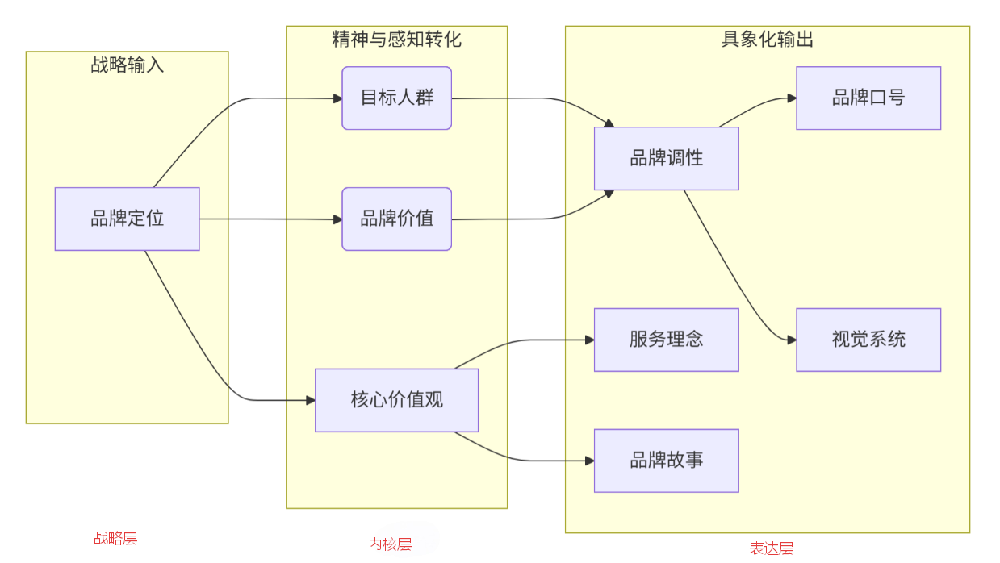 战略输入
品牌定位
精神与感知转化
目标人群
品牌价值
核心价值观
具象化输出
品牌调性
品牌口号
服务理念
视觉系统
品牌故事
战略层
内核层
表达层